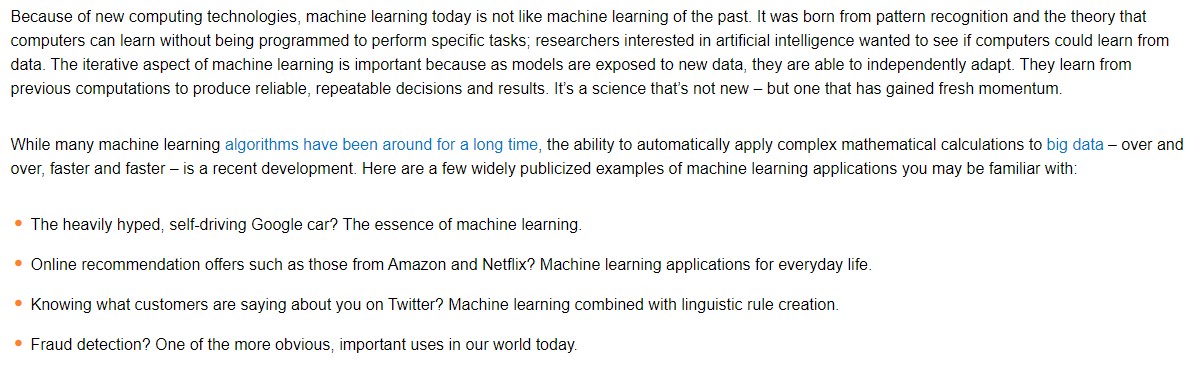 Because of new computing technologies, machine learning today is not like machine learning of the past. It was born from pattern recognition and the theory that
computers can learn without being programmed to perform specific tasks; researchers interested in artificial intelligence wanted to see if computers could learn from
data. The iterative aspect of machine learning is important because as models are exposed to new data, they are able to independently adapt. They learn from
previous computations to produce reliable, repeatable decisions and results. It's a science that's not new – but one that has gained fresh momentum.
While many machine learning algorithms have been around for a long time, the ability to automatically apply complex mathematical calculations to big data – over and
over, faster and faster – is a recent development. Here are a few widely publicized examples of machine learning applications you may be familiar with:
• The heavily hyped, self-driving Google car? The essence of machine learning.
• Online recommendation offers such as those from Amazon and Netflix? Machine learning applications for everyday life.
• Knowing what customers are saying about you on Twitter? Machine learning combined with linguistic rule creation.
• Fraud detection? One of the more obvious, important uses in our world today.